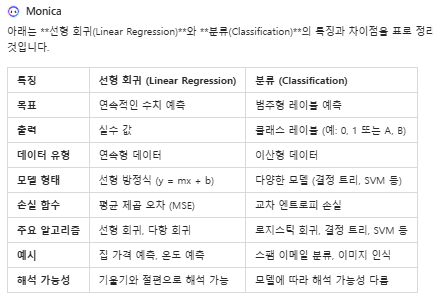 Monica
아래는 **선형 회귀(Linear Regression)**와 **분류(Classification)**의 특징과 차이점을 표로 정리
것입니다.
특징 선형 회귀 (Linear Regression) 분류 (Classification)
목표 연속적인 수치 예측 범주형 레이블 예측
출력 실수 값 클래스 레이블 (예: 0, 1 또는 A, B)
데이터 유형 연속형 데이터 이산형 데이터
모델 형태 선형 방정식 (y = mx + b) 다양한 모델 (결정 트리, SVM 등)
손실 함수 평균 제곱 오차 (MSE) 교차 엔트로피 손실
주요 알고리즘 선형 회귀, 다항 회귀 로지스틱 회귀, 결정 트리, SVM 등
예시 집 가격 예측, 온도 예측 스팸 이메일 분류, 이미지 인식
해석 가능성 기울기와 절편으로 해석 가능 모델에 따라 해석 가능성 다름